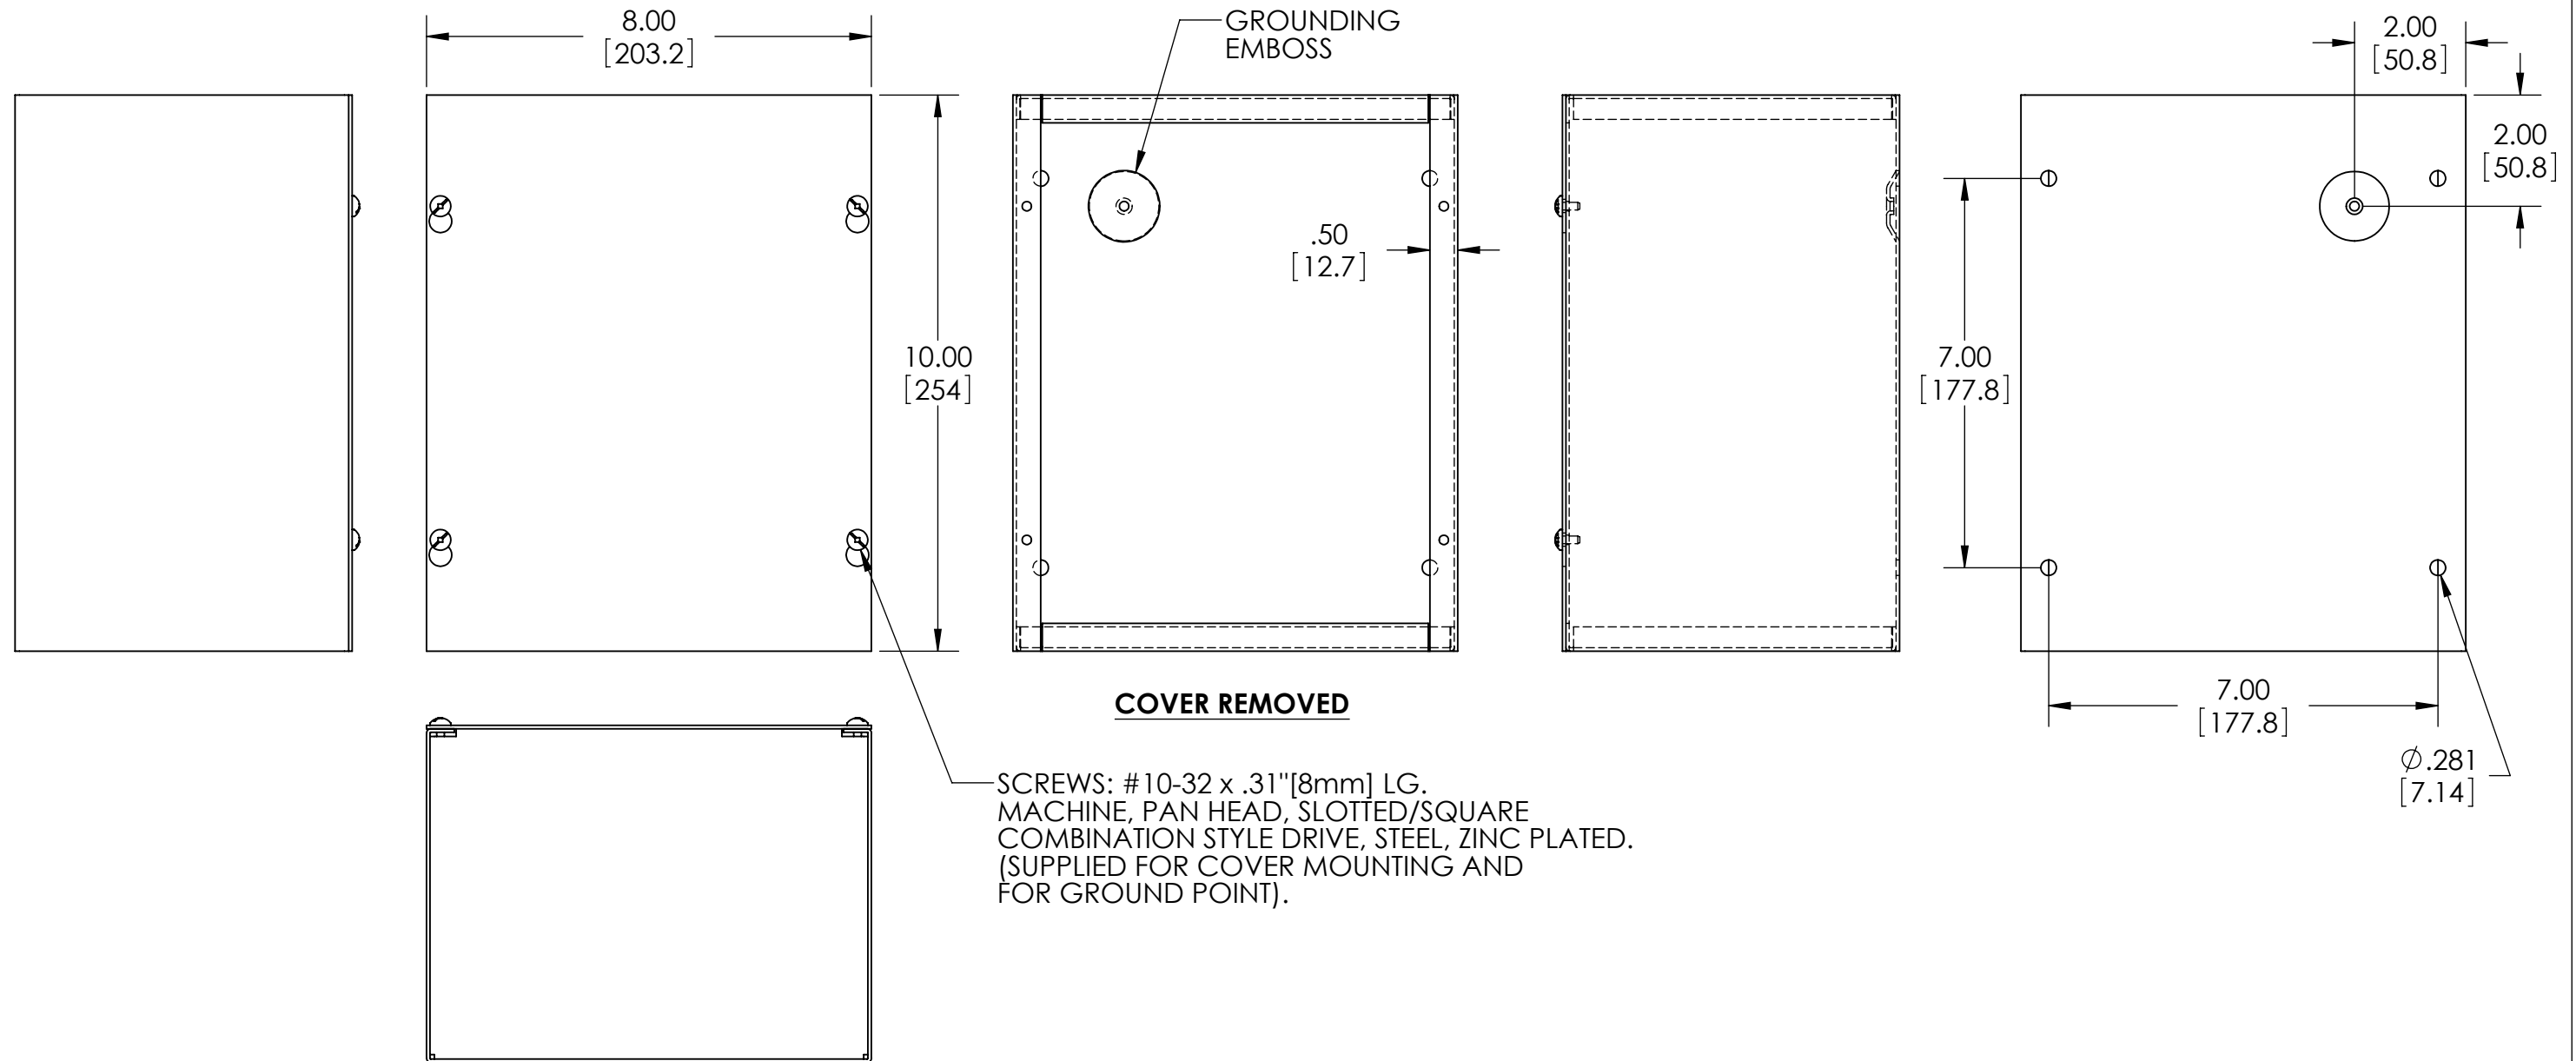 8.00
[203.2]
GROUNDING
EMBOSS
2.00
[50.8]
2.00
[50.8]
.50
[12.7]
10.00
[254]
7.00
[177.8]
COVER REMOVED
7.00
[177.8]
Ø.281
[7.14]
SCREWS: #10-32 x .31"[8mm] LG.
MACHINE, PAN HEAD, SLOTTED/SQUARE
COMBINATION STYLE DRIVE, STEEL, ZINC PLATED.
(SUPPLIED FOR COVER MOUNTING AND
FOR GROUND POINT).